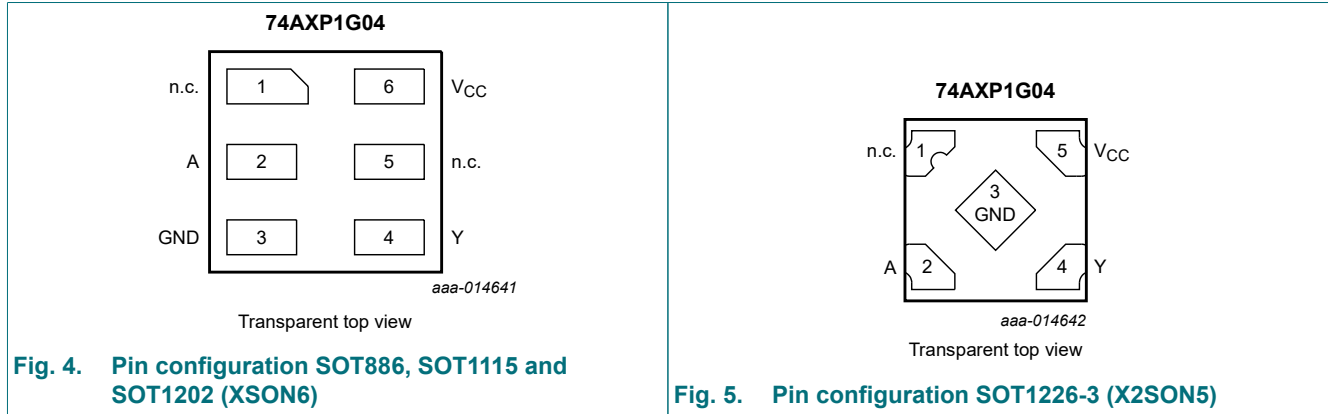 74AXP1G04
n.c. 1 6 VCC
A 2 5 n.c.
GND 3 4 Y
aaa-014641
Transparent top view
Fig. 4. Pin configuration SOT886, SOT1115 and
SOT1202 (XSON6)
74AXP1G04
n.c. 1 5 VCC
3
GND
A 2 4 Y
aaa-014642
Transparent top view
Fig. 5. Pin configuration SOT1226-3 (X2SON5)